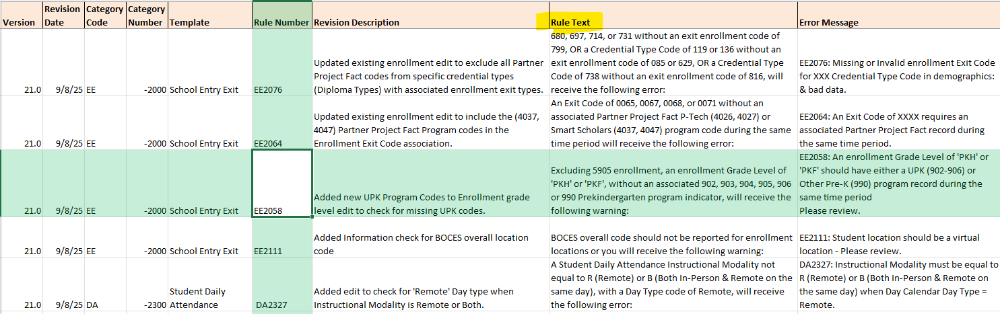 Version
Revision Date
Category Code
Category Number
Template
Rule Number
Revision Description
Rule Text
Error Message
21.0
9/8/25
EE
-2000
School Entry Exit
EE2076
Updated existing enrollment edit to exclude all Partner
Project Fact codes from specific credential types
(Diploma Types) with associated enrollment exit types.
680, 697, 714, or 731 without an exit enrollment code of
799, OR a Credential Type Code of 119 or 136 without an
exit enrollment code of 085 or 629, OR a Credential Type
Code of 738 without an exit enrollment code of 816, will
receive the following error:
EE2076: Missing or Invalid enrollment Exit Code
for XXX Credential Type Code in demographics:
& bad data.
21.0
9/8/25
EE
-2000
School Entry Exit
EE2064
Updated existing enrollment edit to include the (4037,
4047) Partner Project Fact Program codes in the
Enrollment Exit Code association.
An Exit Code of 0065, 0067, 0068, or 0071 without an
associated Partner Project Fact P-Tech (4026, 4027) or
Smart Scholars (4037, 4047) program code during the same
time period will receive the following error:
EE2064: An Exit Code of XXXX requires an
associated Partner Project Fact record during
the same time period.
21.0
9/8/25
EE
-2000
School Entry Exit
EE2058
Added new UPK Program Codes to Enrollment grade
level edit to check for missing UPK codes.
Excluding 5905 enrollment, an enrollment Grade Level of
'PKH' or 'PKF', without an associated 902, 903, 904, 905, 906
or 990 Prekindergarten program indicator, will receive the
following warning:
EE2058: An enrollment Grade Level of 'PKH' or
'PKF' should have either a UPK (902-906) or
Other Pre-K (990) program record during the
same time period
Please review.
21.0
9/8/25
EE
-2000
School Entry Exit
EE2111
Added Information check for BOCES overall location
code
BOCES overall code should not be reported for enrollment
locations or you will receive the following warning:
EE2111: Student location should be a virtual
location - Please review.
21.0
9/8/25
DA
-2300
Student Daily
Attendance
DA2327
Added edit to check for 'Remote' Day type when
Instructional Modality is Remote or Both.
A Student Daily Attendance Instructional Modality not
equal to R (Remote) or B (Both In-Person & Remote on the
same day), with a Day Type code of Remote, will receive
the following error:
DA2327: Instructional Modality must be equal to
R (Remote) or B (Both In-Person & Remote on
the same day) when Day Calendar Day Type =
Remote.